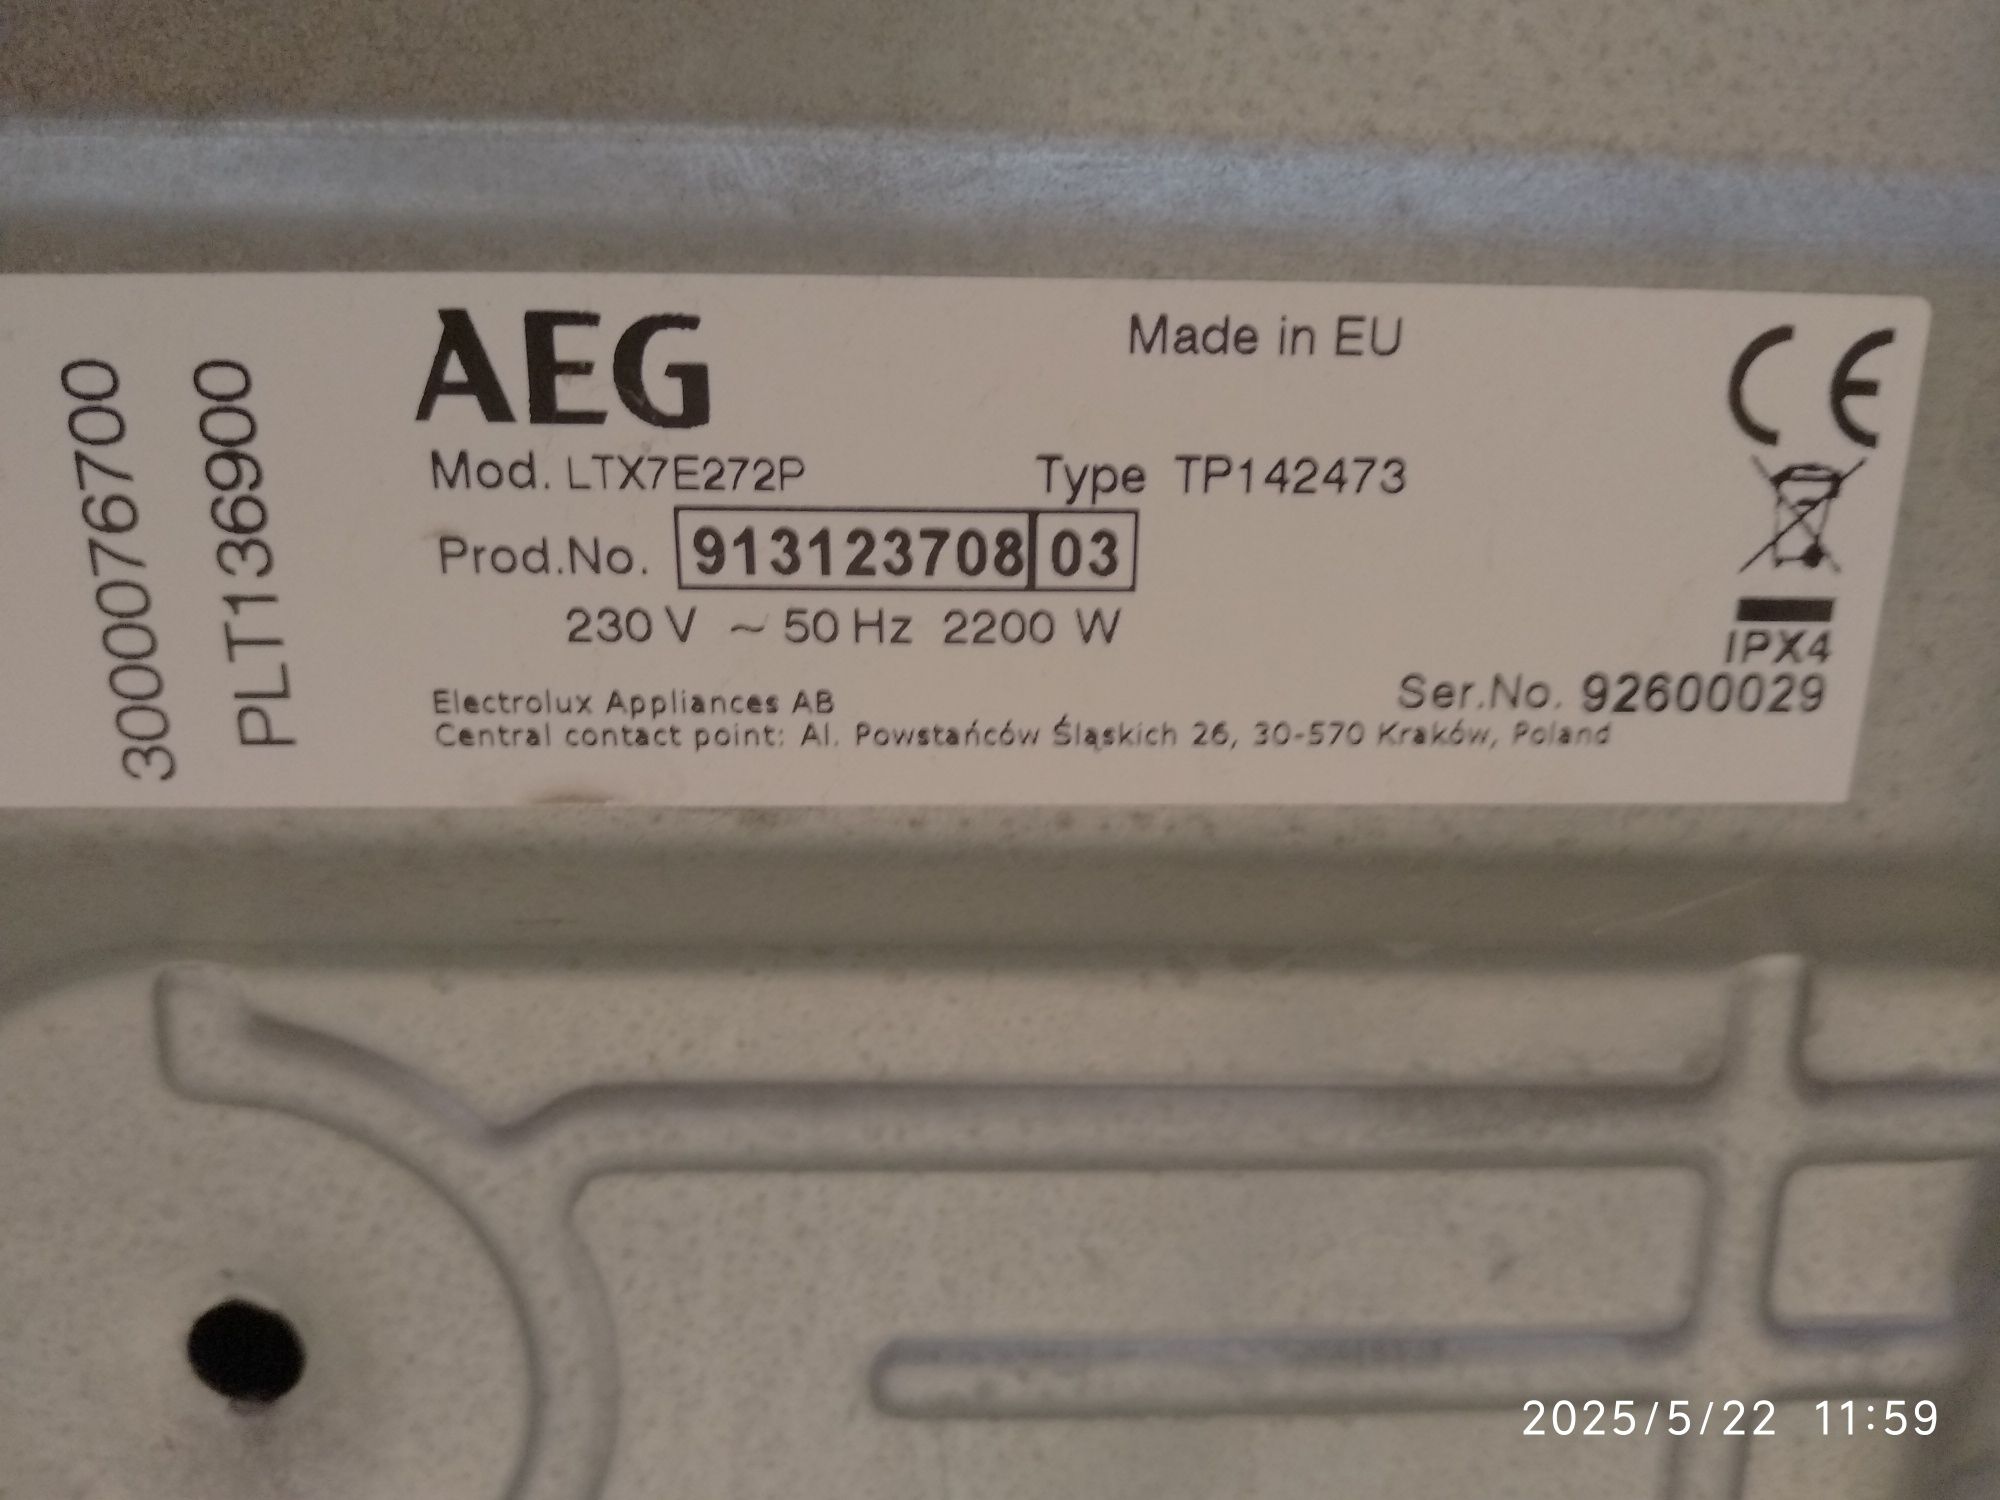 3000076700
PLT136900
AEG
Made in EU
CE
Mod. LTX7E272P Type TP142473
Prod.No. 913123708 03
230 V ~ 50 Hz 2200 W
IPX4
Electrolux Appliances AB
Ser.No. 92600029
Central contact point: Al. Powstańców Śląskich 26, 30-570 Kraków, Poland
2025/5/22 11:59